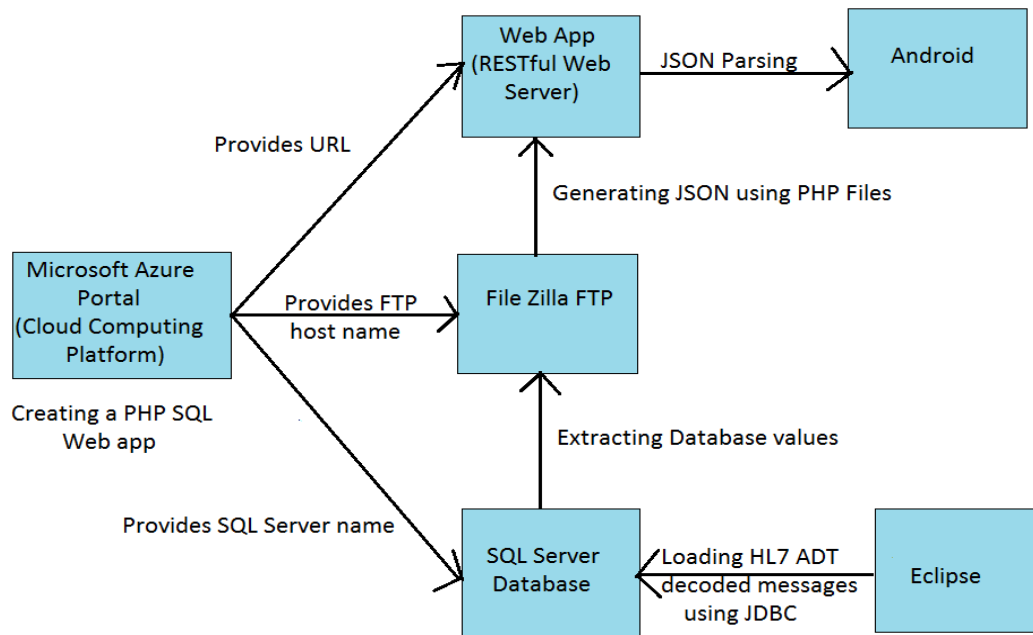 Web App
(RESTful Web
Server)
JSON Parsing
Android
Provides URL
Generating JSON using PHP Files
Microsoft Azure
Portal
(Cloud Computing
Platform)
Provides FTP
host name
File Zilla FTP
Creating a PHP SQL
Web app
Extracting Database values
Provides SQL Server name
SQL Server
Database
Loading HL7 ADT
decoded messages
using JDBC
Eclipse